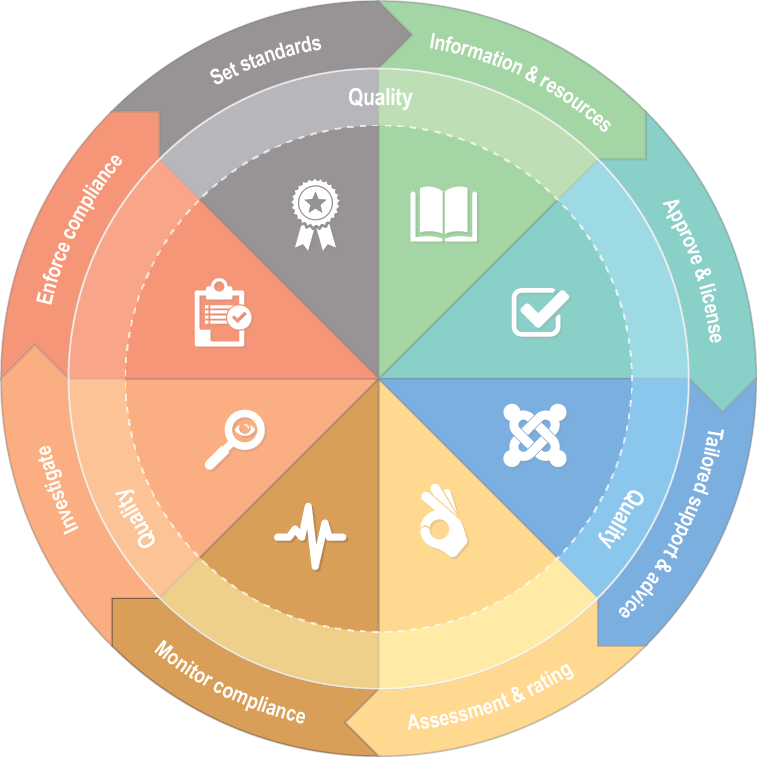 Set standards
Information & resources
Approve & license
Tailored support & advice
Assessment & rating
Monitor compliance
Investigate
Enforce compliance
Quality
Quality
Quality